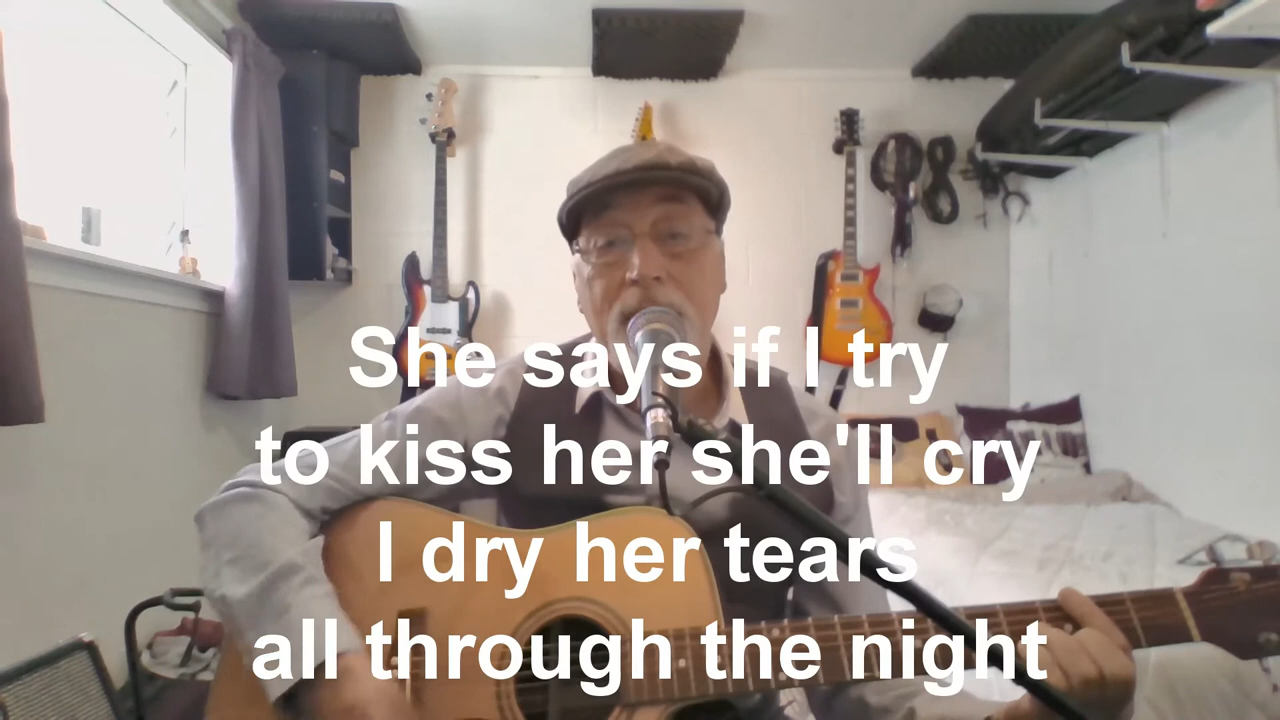 She says if I try
to kiss her she'll cry
I dry her tears
all through the night